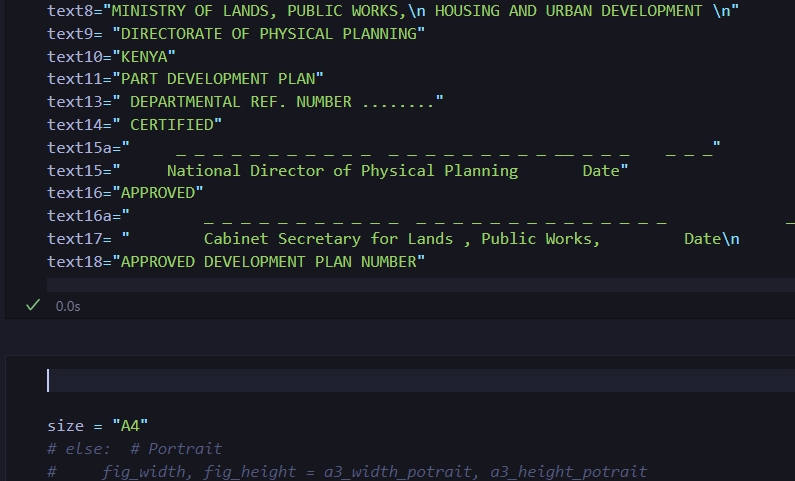 text8="MINISTRY OF LANDS, PUBLIC WORKS,\n HOUSING AND URBAN DEVELOPMENT \n"
text9= "DIRECTORATE OF PHYSICAL PLANNING"
text10="KENYA"
text11="PART DEVELOPMENT PLAN"
text13=" DEPARTMENTAL REF. NUMBER ........"
text14=" CERTIFIED"
text15a="     _ _ _ _ _ _ _ _ _ _ _  _ _ _ _ _ _ _ _ _ __ _ _ _    _ _ _"
text15="     National Director of Physical Planning       Date"
text16="APPROVED"
text16a="        _ _ _ _ _ _ _ _ _ _ _  _ _ _ _ _ _ _ _ _ _ _ _ _ _             _
text17= "        Cabinet Secretary for Lands , Public Works,         Date\n
text18="APPROVED DEVELOPMENT PLAN NUMBER"
0.0s
size = "A4"
# else:  # Portrait
#     fig_width, fig_height = a3_width_potrait, a3_height_potrait